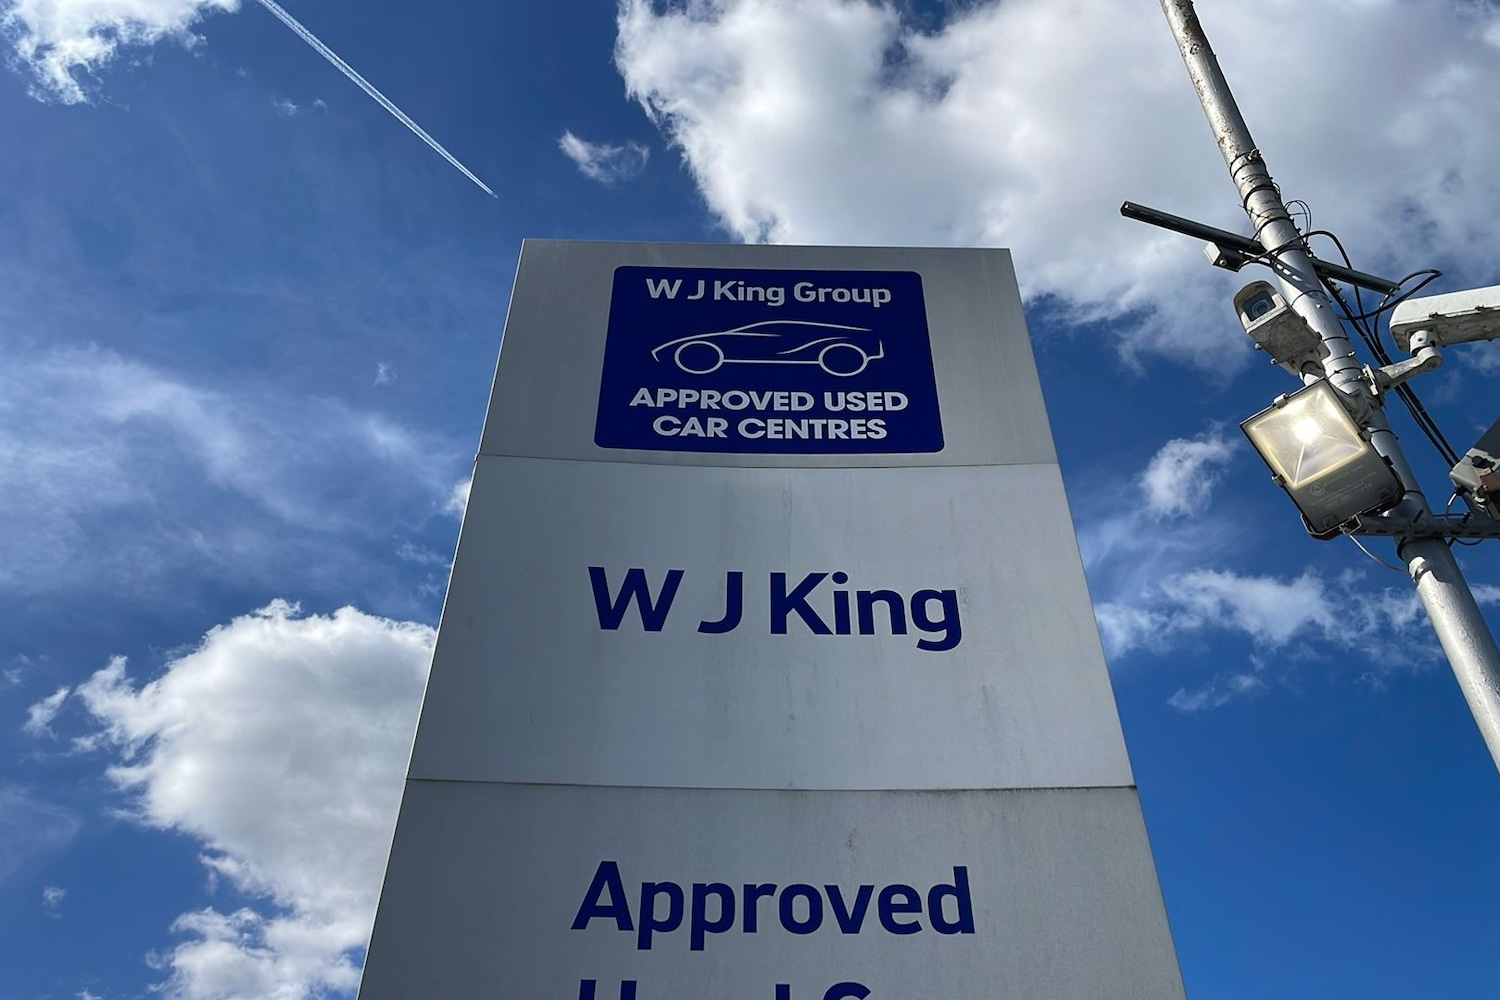 W J King Group
APPROVED USED
CAR CENTRES
W J King
Approved